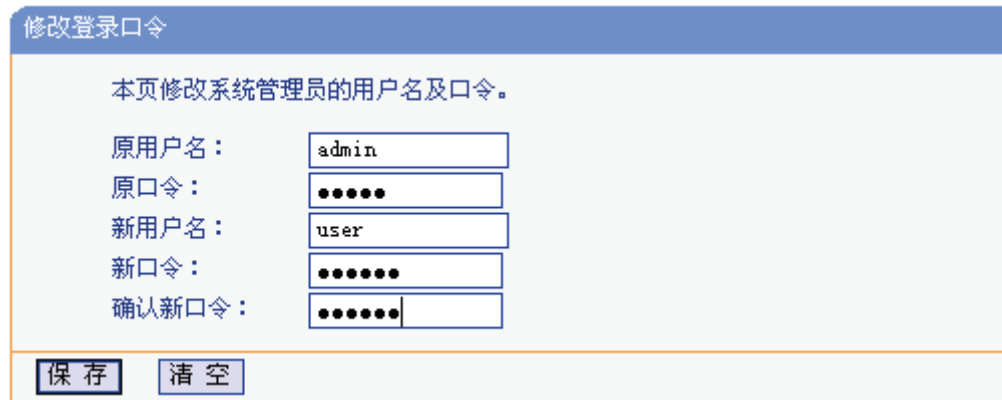 修改登录口令
本页修改系统管理员的用户名及口令。
原用户名： admin
原口令： ●●●●●
新用户名： user
新口令： ●●●●●●
确认新口令： ●●●●●●
保 存 清 空